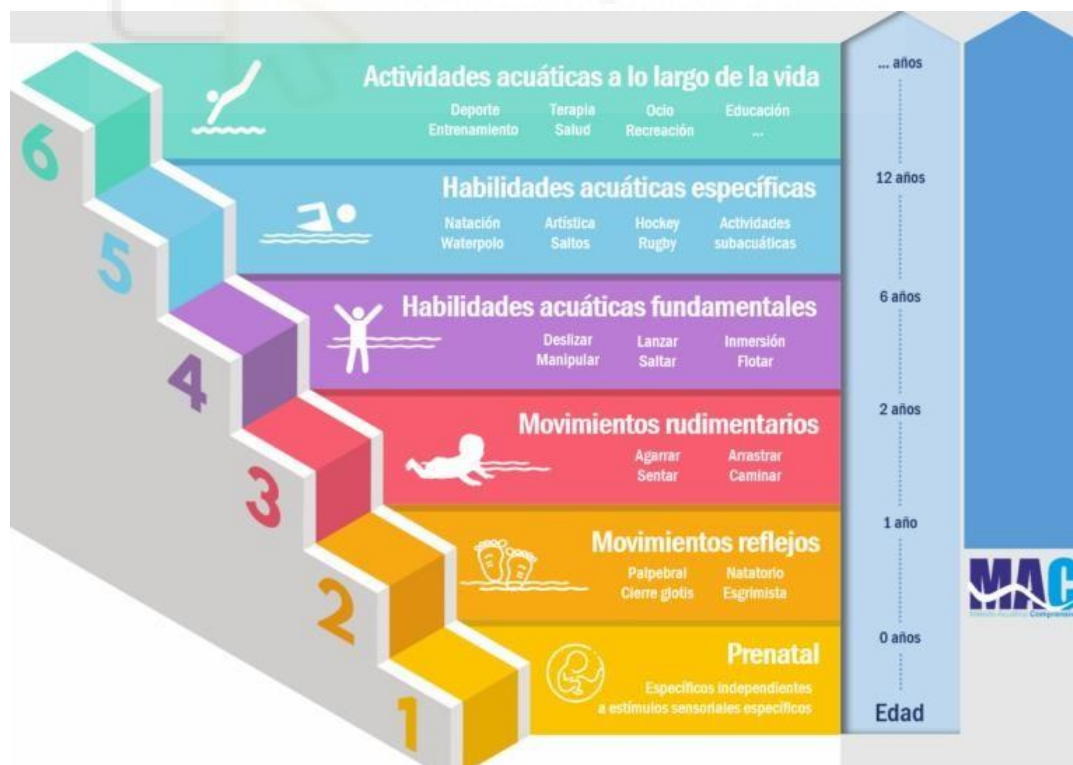 Actividades acuáticas a lo largo de la vida
Deporte Terapia Ocio Educación
Entrenamiento Salud Recreación ...
6
... años
Habilidades acuáticas específicas
Natación Artística Hockey Actividades
Waterpolo Saltos Rugby subacuáticas
5
12 años
Habilidades acuáticas fundamentales
Deslizar Lanzar Inmersión
Manipular Saltar Flotar
4
6 años
Movimientos rudimentarios
Agarrar Arrastrar
Sentar Caminar
3
2 años
Movimientos reflejos
Palpebral Natatorio
Cierre glotis Esgrimista
2
1 año
Prenatal
Específicos independientes
a estímulos sensoriales específicos
1
0 años
Edad
MAC